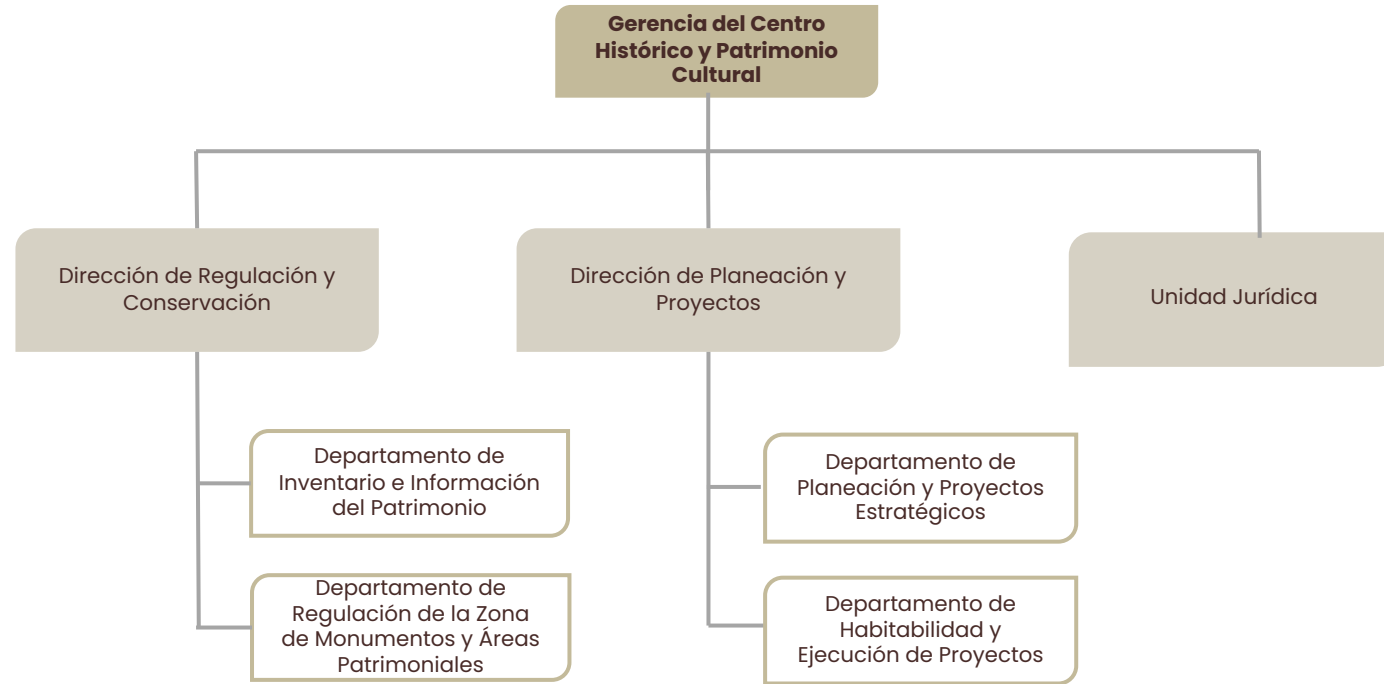 Gerencia del Centro
Histórico y Patrimonio
Cultural
Dirección de Regulación y
Conservación
Dirección de Planeación y
Proyectos
Unidad Jurídica
Departamento de
Inventario e Información
del Patrimonio
Departamento de
Planeación y Proyectos
Estratégicos
Departamento de
Regulación de la Zona
de Monumentos y Áreas
Patrimoniales
Departamento de
Habitabilidad y
Ejecución de Proyectos